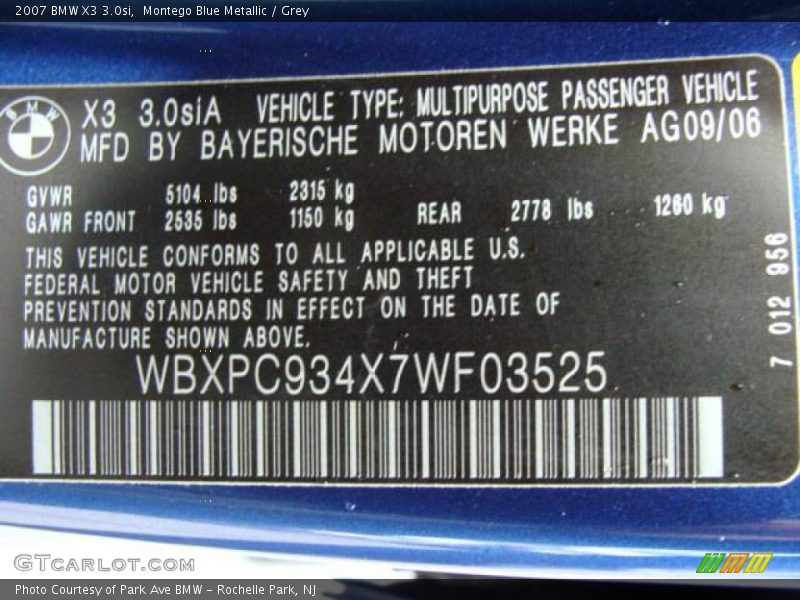 2007 BMW X3 3.0si, Montego Blue Metallic / Grey
BMW
X3 3.0siA VEHICLE TYPE: MULTIPURPOSE PASSENGER VEHICLE
MFD BY BAYERISCHE MOTOREN WERKE AG09/06
GVWR 5104 lbs 2315 kg
GAWR FRONT 2535 lbs 1150 kg REAR 2778 lbs 1260 kg
THIS VEHICLE CONFORMS TO ALL APPLICABLE U.S.
FEDERAL MOTOR VEHICLE SAFETY AND THEFT
PREVENTION STANDARDS IN EFFECT ON THE DATE OF
MANUFACTURE SHOWN ABOVE.
7 012 956
WBXPC934X7WF03525
GTCARLOT.COM
Photo Courtesy of Park Ave BMW - Rochelle Park, NJ